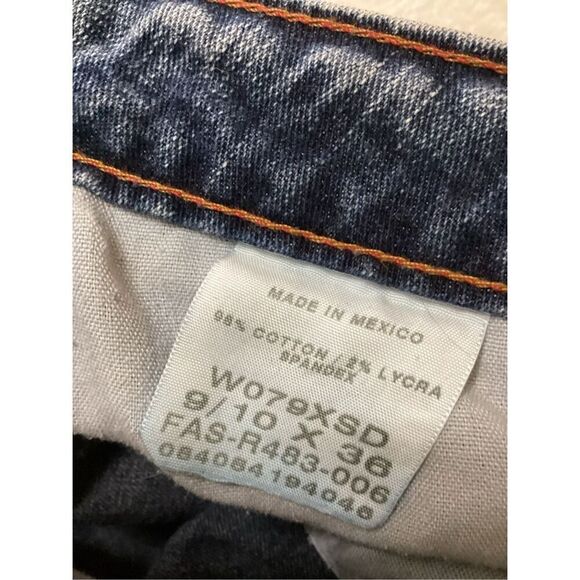 MADE IN MEXICO
98% COTTON / 2% LYCRA
SPANDEX
W079XSD
9/10 X 36
FAS-R483-006
084084194046